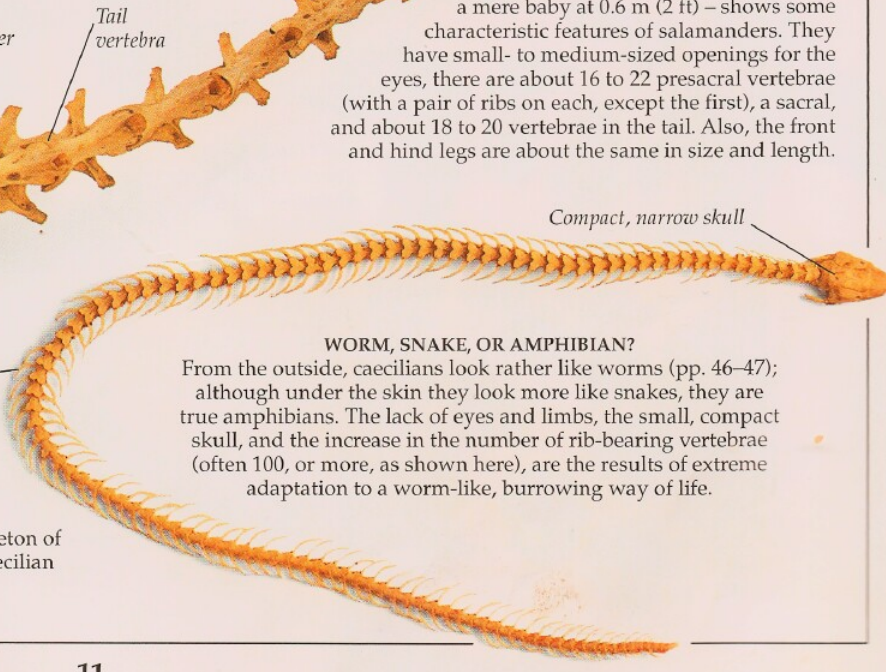 Tail
vertebra
er
a mere baby at 0.6 m (2 ft) – shows some
characteristic features of salamanders. They
have small- to medium-sized openings for the
eyes, there are about 16 to 22 presacral vertebrae
(with a pair of ribs on each, except the first), a sacral,
and about 18 to 20 vertebrae in the tail. Also, the front
and hind legs are about the same in size and length.
Compact, narrow skull
WORM, SNAKE, OR AMPHIBIAN?
From the outside, caecilians look rather like worms (pp. 46–47);
although under the skin they look more like snakes, they are
true amphibians. The lack of eyes and limbs, the small, compact
skull, and the increase in the number of rib-bearing vertebrae
(often 100, or more, as shown here), are the results of extreme
adaptation to a worm-like, burrowing way of life.
eton of
ecilian
11